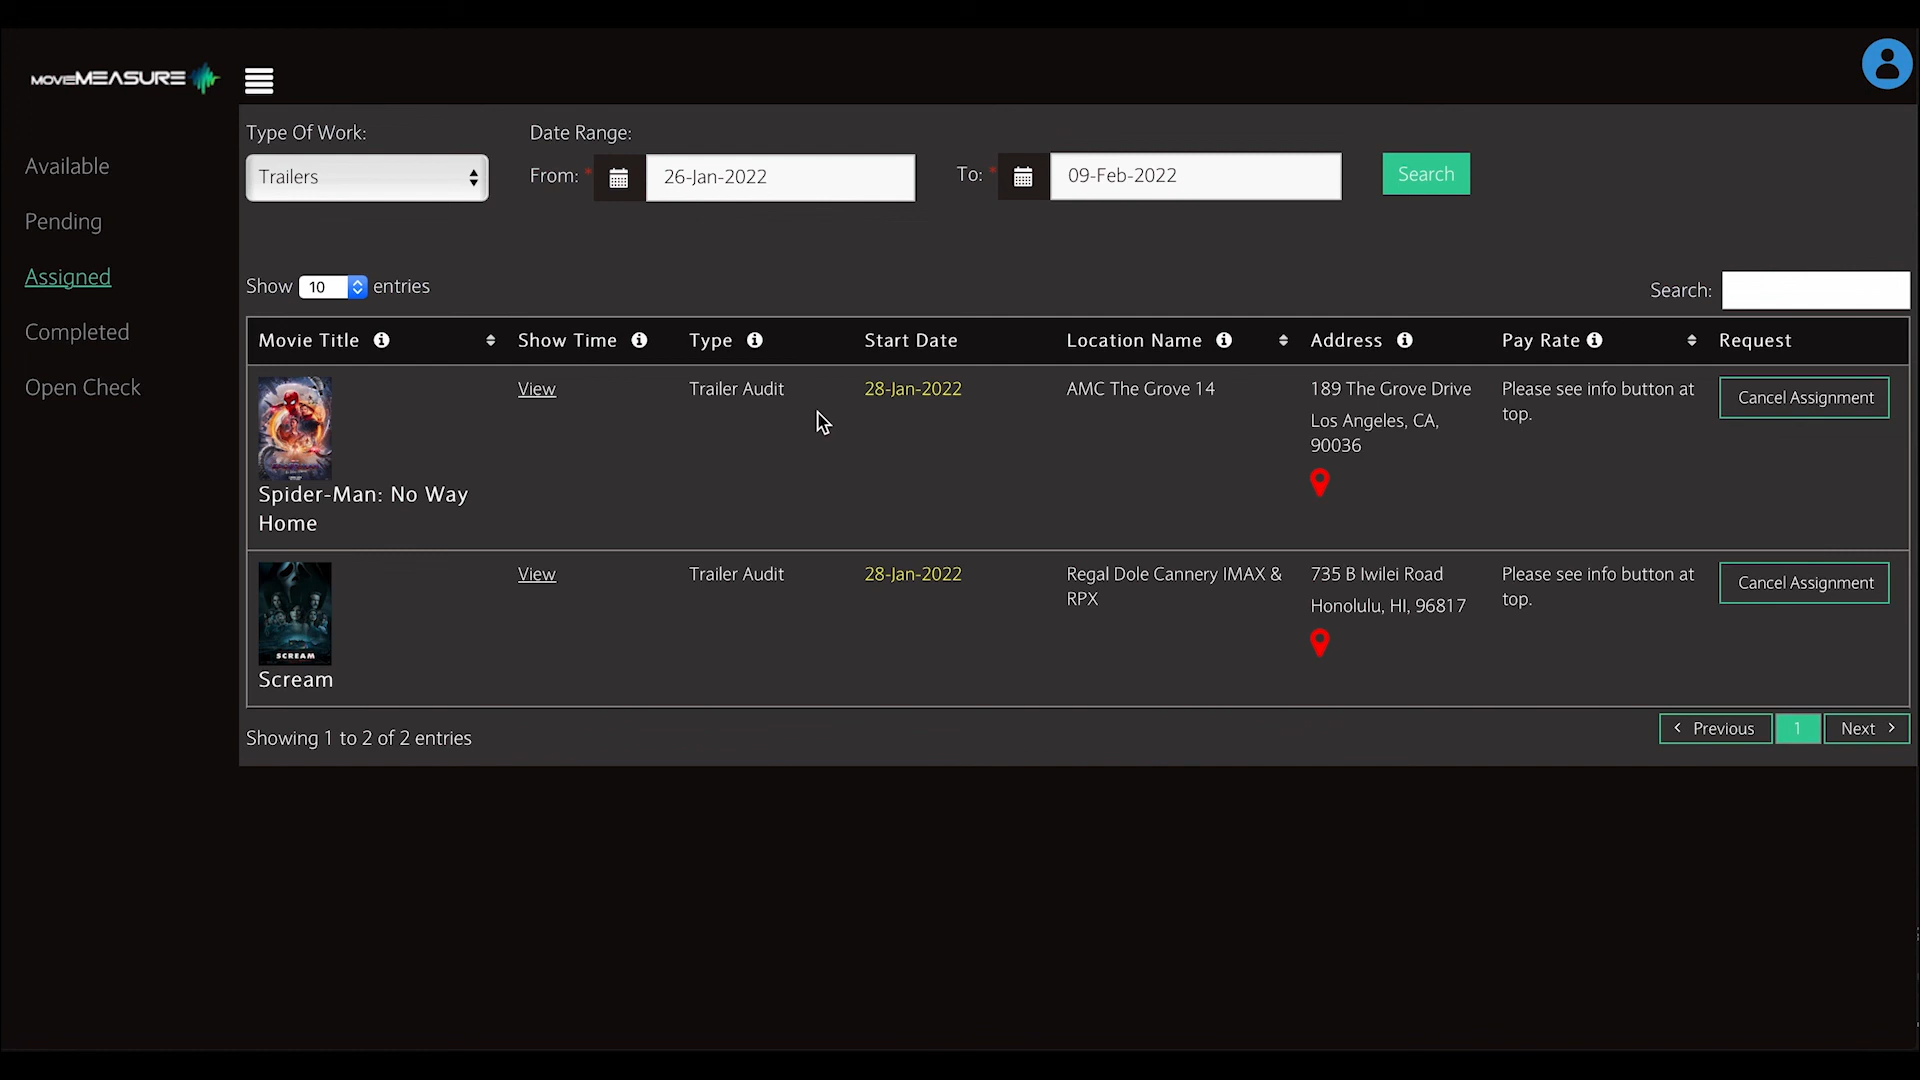 MOVIEMEASURE
Available
Pending
Assigned
Completed
Open Check
Type Of Work:
Trailers
Date Range:
From: *
26-Jan-2022
To: *
09-Feb-2022
Search
Show 10 entries
Search:
Movie Title Show Time Type Start Date Location Name Address Pay Rate Request
View Trailer Audit 28-Jan-2022 AMC The Grove 14 189 The Grove Drive Please see info button at Cancel Assignment
Los Angeles, CA, top.
90036
Spider-Man: No Way
Home
View Trailer Audit 28-Jan-2022 Regal Dole Cannery IMAX & 735 B Iwilei Road Please see info button at Cancel Assignment
RPX Honolulu, HI, 96817 top.
SCREAM
Scream
Showing 1 to 2 of 2 entries
Previous 1 Next